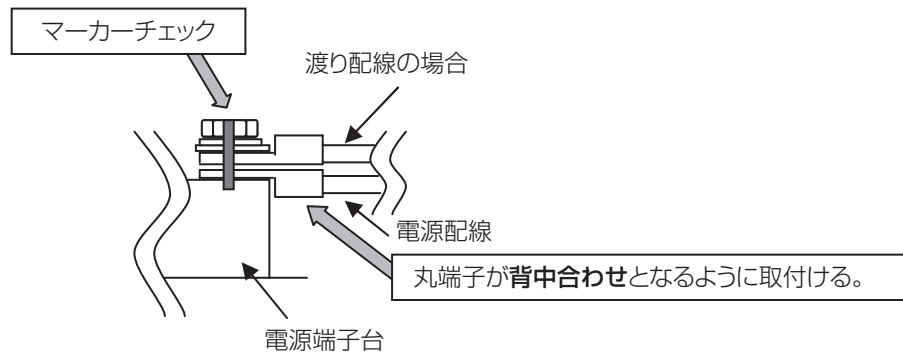 マーカーチェック
渡り配線の場合
電源配線
丸端子が背中合わせとなるように取付ける。
電源端子台